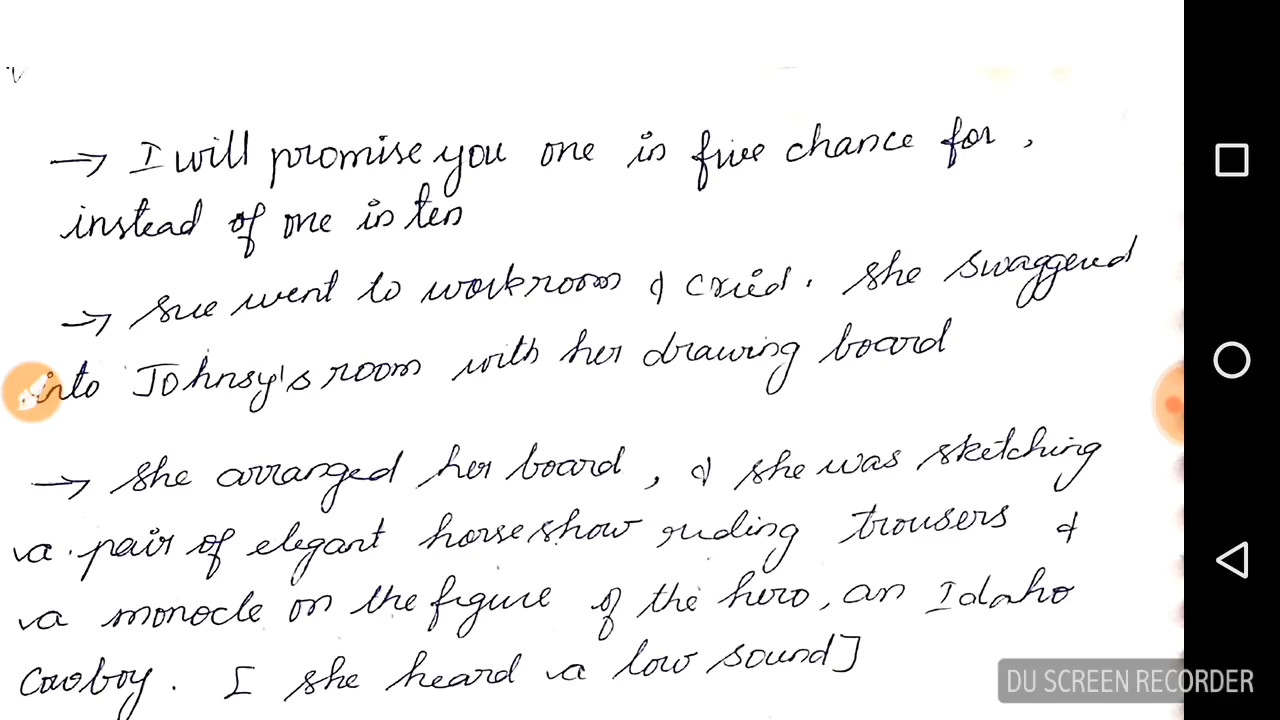 → I will promise you one in five chance for,
instead of one in ten
→ Sue went to workroom & cried. She swaggered
into Johnsy's room with her drawing board
→ She arranged her board, & she was sketching
a pair of elegant horseshow riding trousers &
a monocle on the figure of the hero, an Idaho
Cowboy. [ she heard a low sound]
DU SCREEN RECORDER